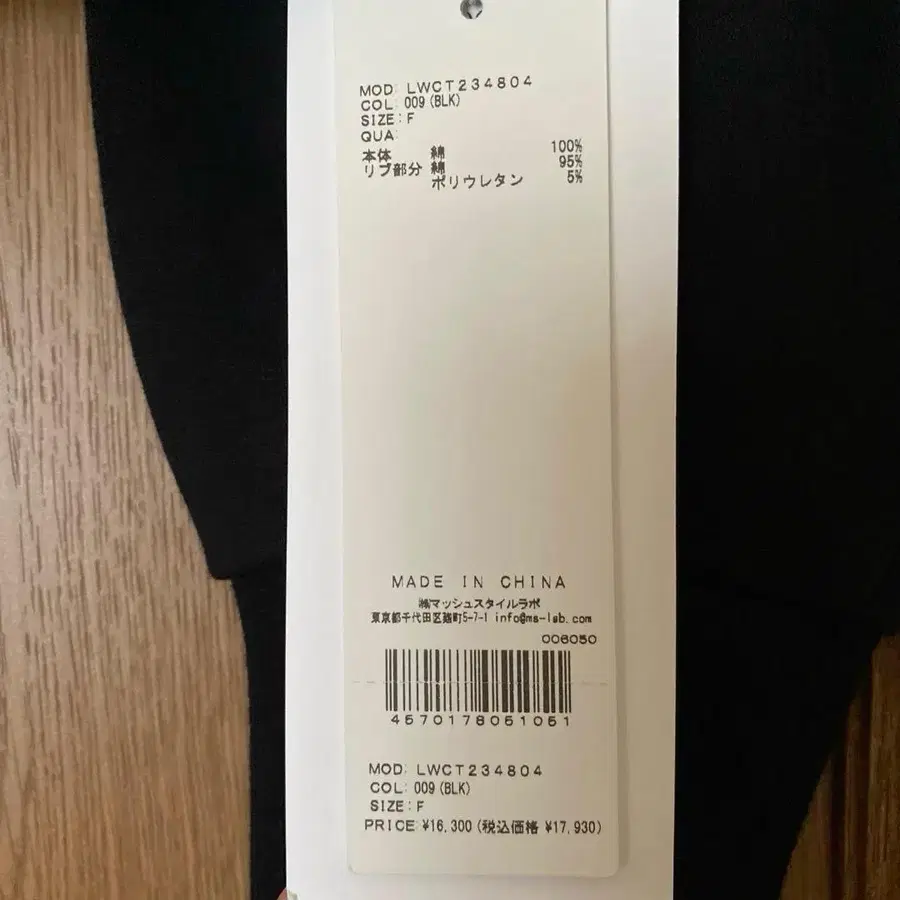 MOD: LWCT234804
COL: 009(BLK)
SIZE: F
QUA:
本体 綿 100%
リブ部分 綿 95%
ポリウレタン 5%
MADE IN CHINA
㈱マッシュスタイルラボ
東京都千代田区麹町5-7-1 info@ms-lab.com
006050
4570178051051
MOD: LWCT234804
COL: 009(BLK)
SIZE: F
PRICE: ¥16,300(税込価格 ¥17,930)